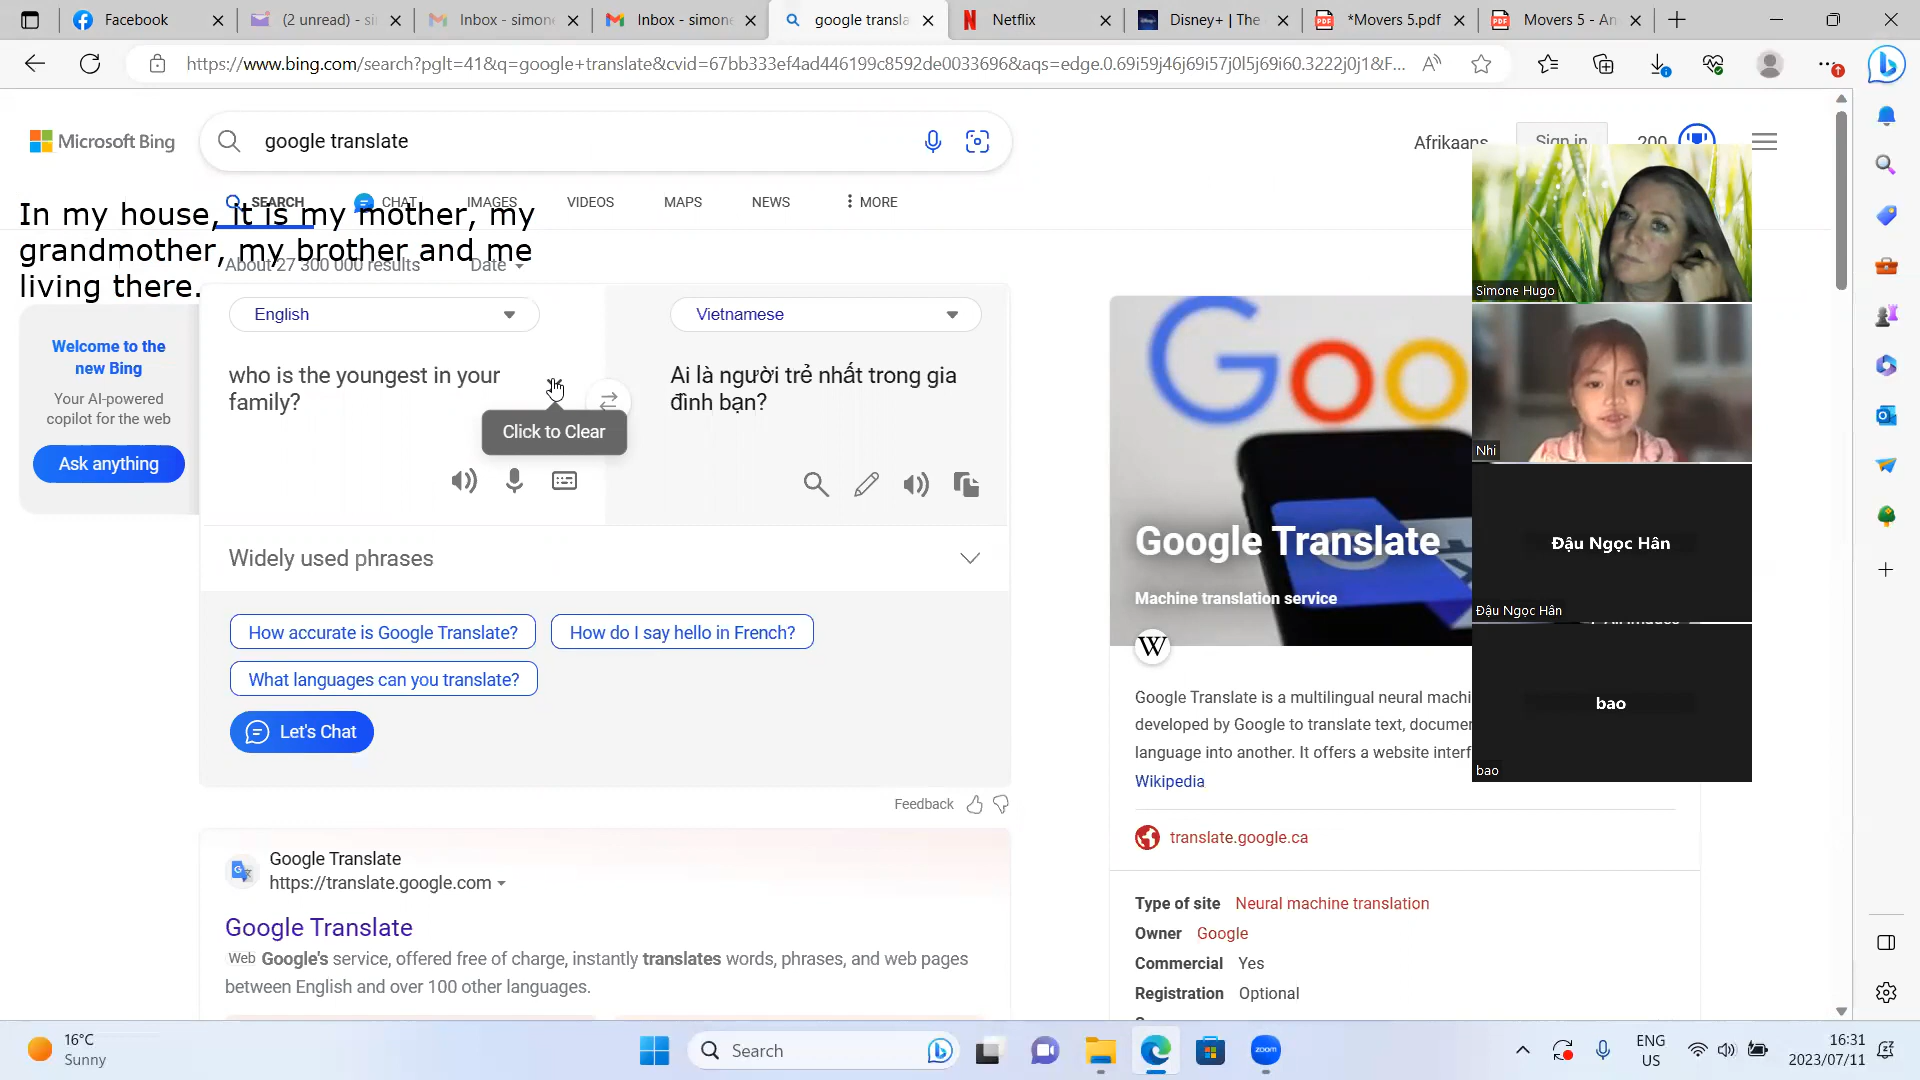 Facebook
(2 unread) - si
Inbox - simon
Inbox - simon
google transla
Netflix
Disney+ | The
*Movers 5.pdf
Movers 5 - An
https://www.bing.com/search?pglt=41&q=google+translate&cvid=67bb333ef4ad446199c8592de0033696&aqs=edge.0.69i59j46j69i57j0l5j69i60.3222j0j1&F...
Microsoft Bing
google translate
Afrikaans
Sign in
200
SEARCH
CHAT
IMAGES
VIDEOS
MAPS
NEWS
MORE
In my house, it is my mother, my
grandmother, my brother and me
living there.
About 27 300 000 results
Date
Welcome to the
new Bing
Your AI-powered
copilot for the web
Ask anything
English
Vietnamese
who is the youngest in your
family?
Ai là người trẻ nhất trong gia
đình bạn?
Click to Clear
Widely used phrases
How accurate is Google Translate?
How do I say hello in French?
What languages can you translate?
Let's Chat
Feedback
Google Translate
https://translate.google.com
Google Translate
Web Google's service, offered free of charge, instantly translates words, phrases, and web pages
between English and over 100 other languages.
Goo
Google Translate
Machine translation service
W
Google Translate is a multilingual neural machi
developed by Google to translate text, documen
language into another. It offers a website interf
Wikipedia
translate.google.ca
Type of site Neural machine translation
Owner Google
Commercial Yes
Registration Optional
Simone Hugo
Nhi
Đậu Ngọc Hân
Đậu Ngọc Hân
bao
bao
16°C
Sunny
Search
zoom
ENG
US
16:31
2023/07/11